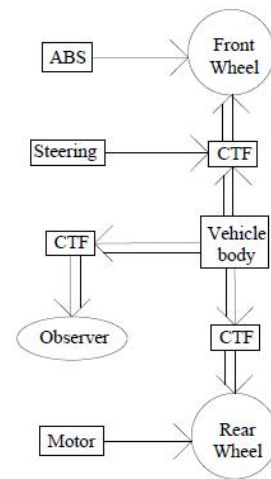 ABS
Front
Wheel
Steering
CTF
CTF
Vehicle
body
CTF
Observer
Motor
Rear
Wheel